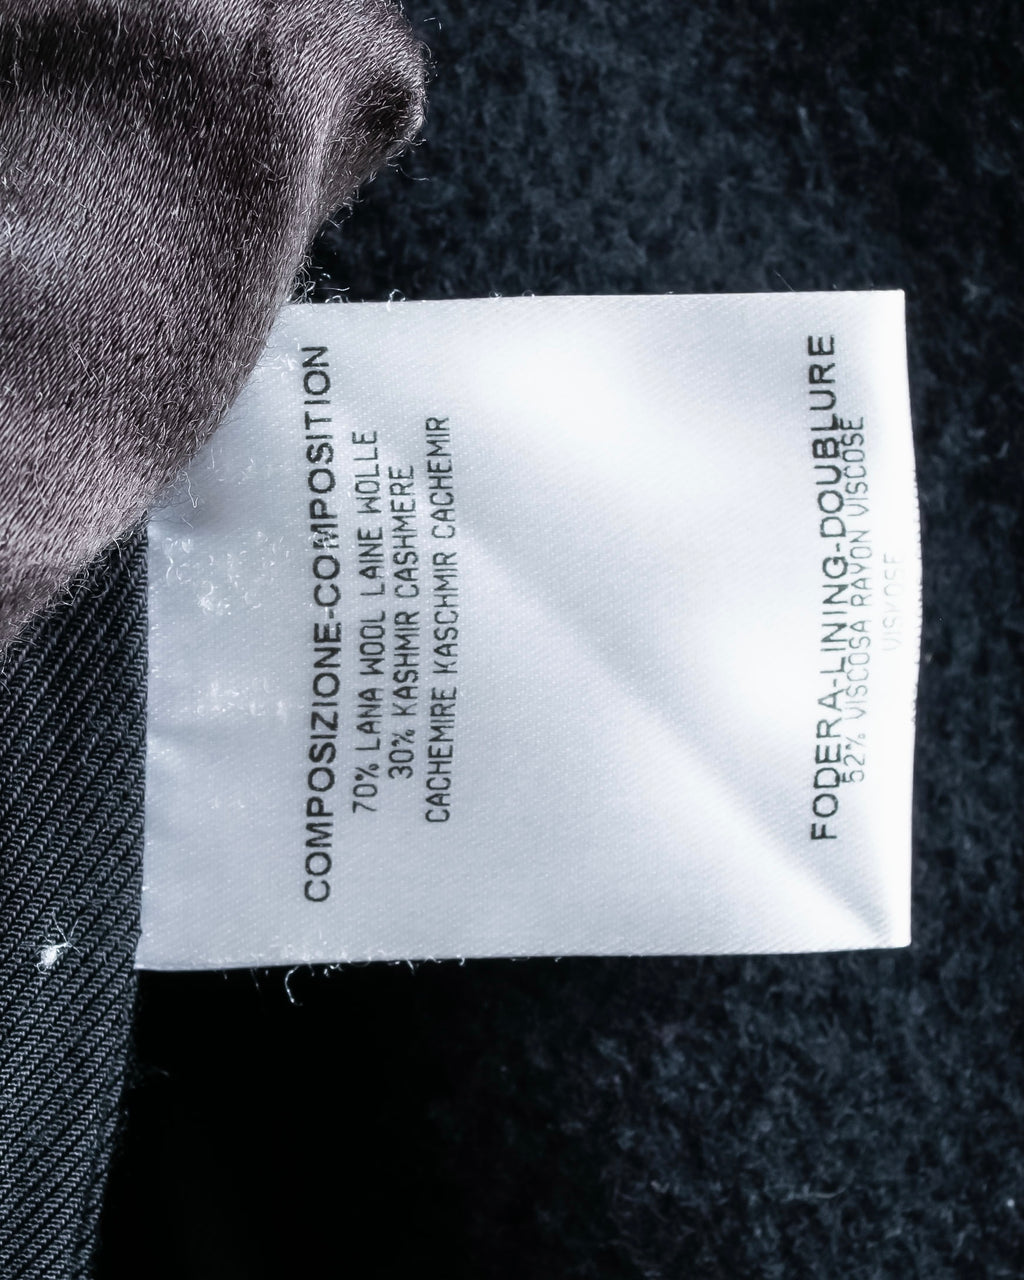 COMPOSIZIONE-COMPOSITION
70% LANA WOOL LAINE WOLLE
30% KASHMIR CASHMERE
CACHEMIRE KASCHMIR CACHEMIR
FODERA-LINING-DOUBLURE
52% VISCOSA RAYON VISCOSE
VISKOSE